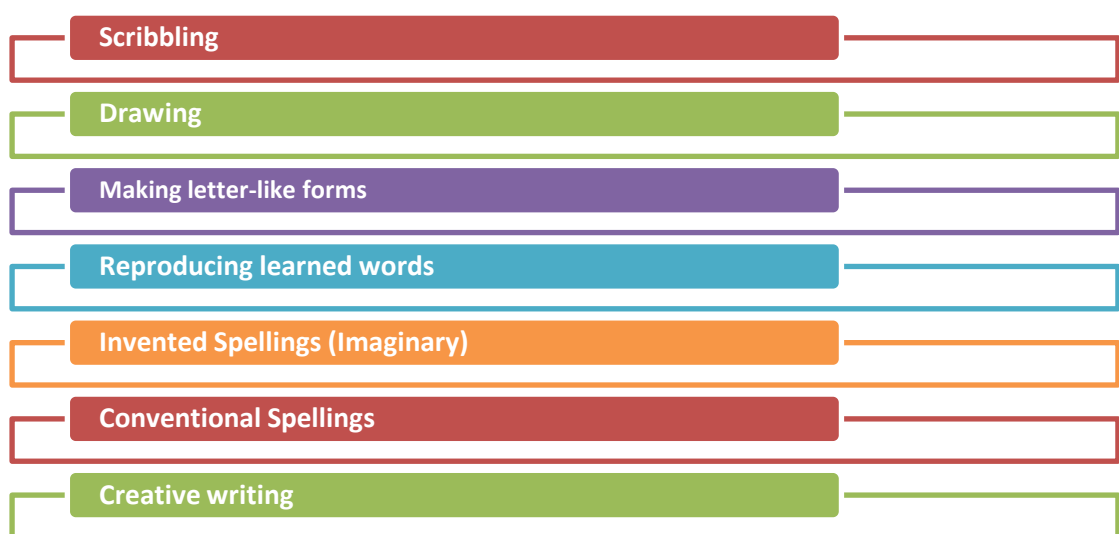 Scribbling
Drawing
Making letter-like forms
Reproducing learned words
Invented Spellings (Imaginary)
Conventional Spellings
Creative writing